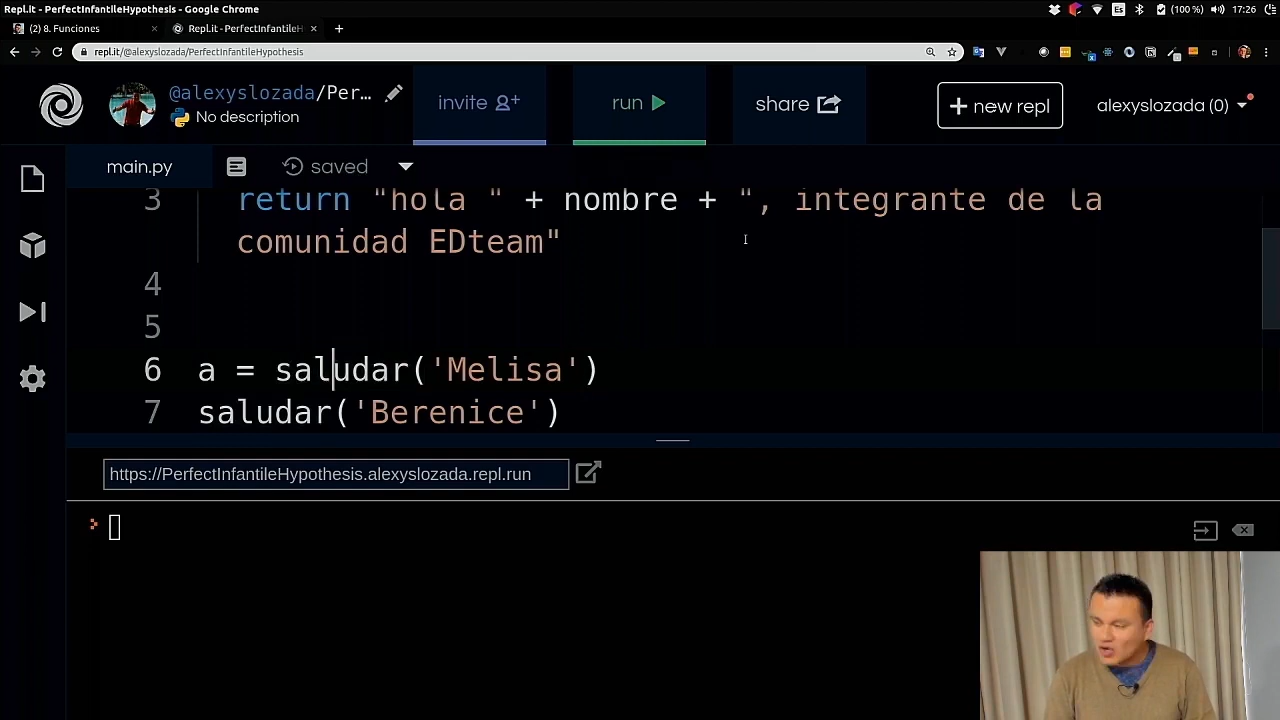 Repl.it - PerfectInfantileHypothesis - Google Chrome
Es
(100 %)
17:26
(2) 8. Funciones
Repl.it - PerfectInfantileH
repl.it/@alexyslozada/PerfectInfantileHypothesis
@alexyslozada/Per...
No description
invite
run
share
+ new repl
alexyslozada (0)
main.py
saved
3 return "hola " + nombre + ", integrante de la
comunidad EDteam"
4
5
6 a = saludar('Melisa')
7 saludar('Berenice')
https://PerfectInfantileHypothesis.alexyslozada.repl.run